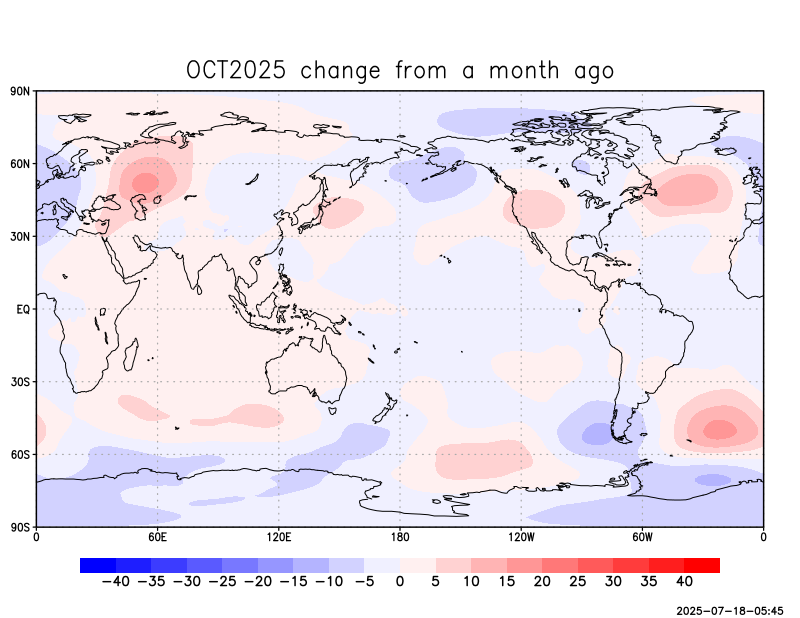 OCT2025 change from a month ago
90N
60N
30N
EQ
30S
60S
90S
0 60E 120E 180 120W 60W 0
−40 −35 −30 −25 −20 −15 −10 −5 0 5 10 15 20 25 30 35 40
2025-07-18-05:45